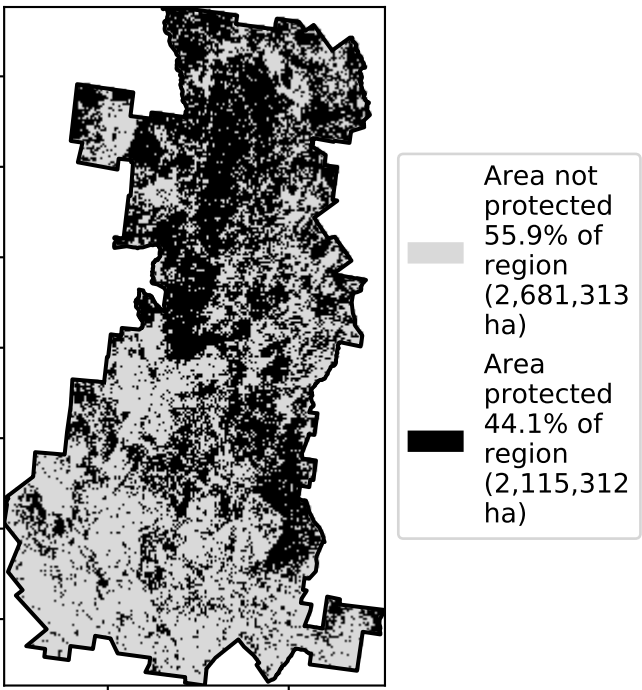 Area not
protected
55.9% of
region
(2,681,313
ha)
Area
protected
44.1% of
region
(2,115,312
ha)